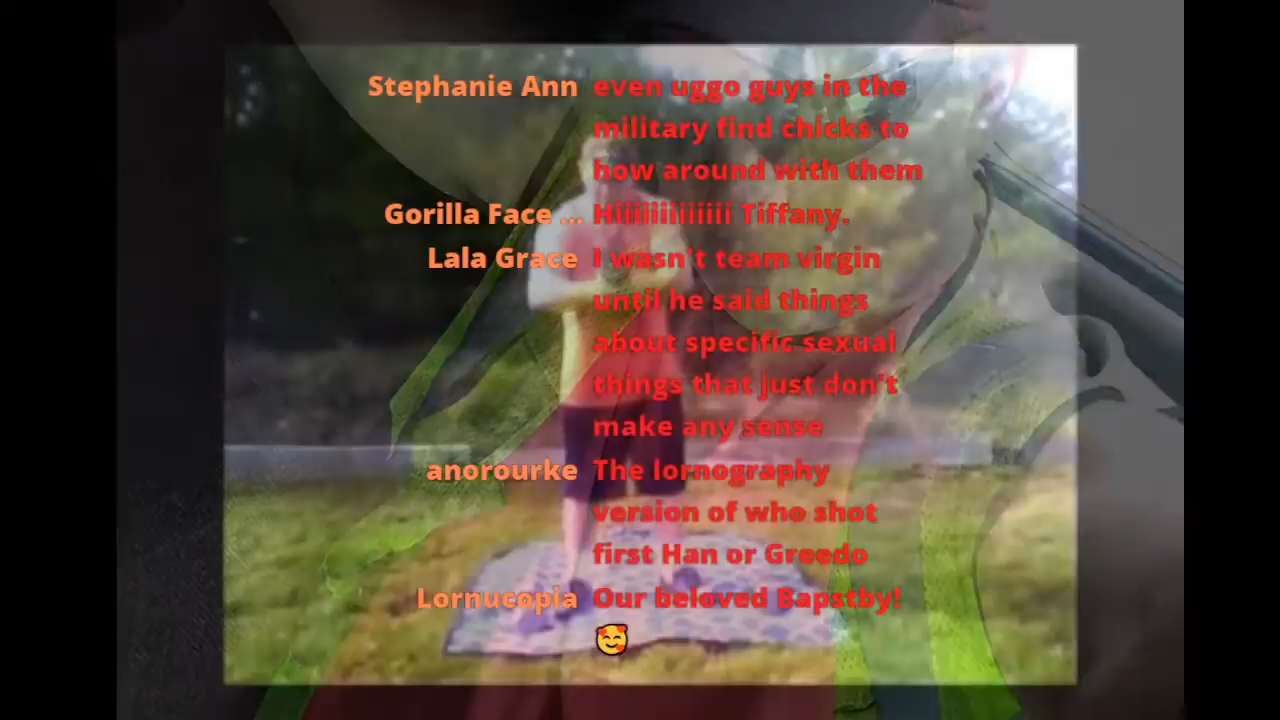 Stephanie Ann even uggo guys in the
military find chicks to
how around with them
Gorilla Face ... Hiiiiiiiiiiiii Tiffany.
Lala Grace I wasn't team virgin
until he said things
about specific sexual
things that just don't
make any sense
anorourke The lornography
version of who shot
first Han or Greedo
Lornucopia Our beloved Bapstby!
🥰